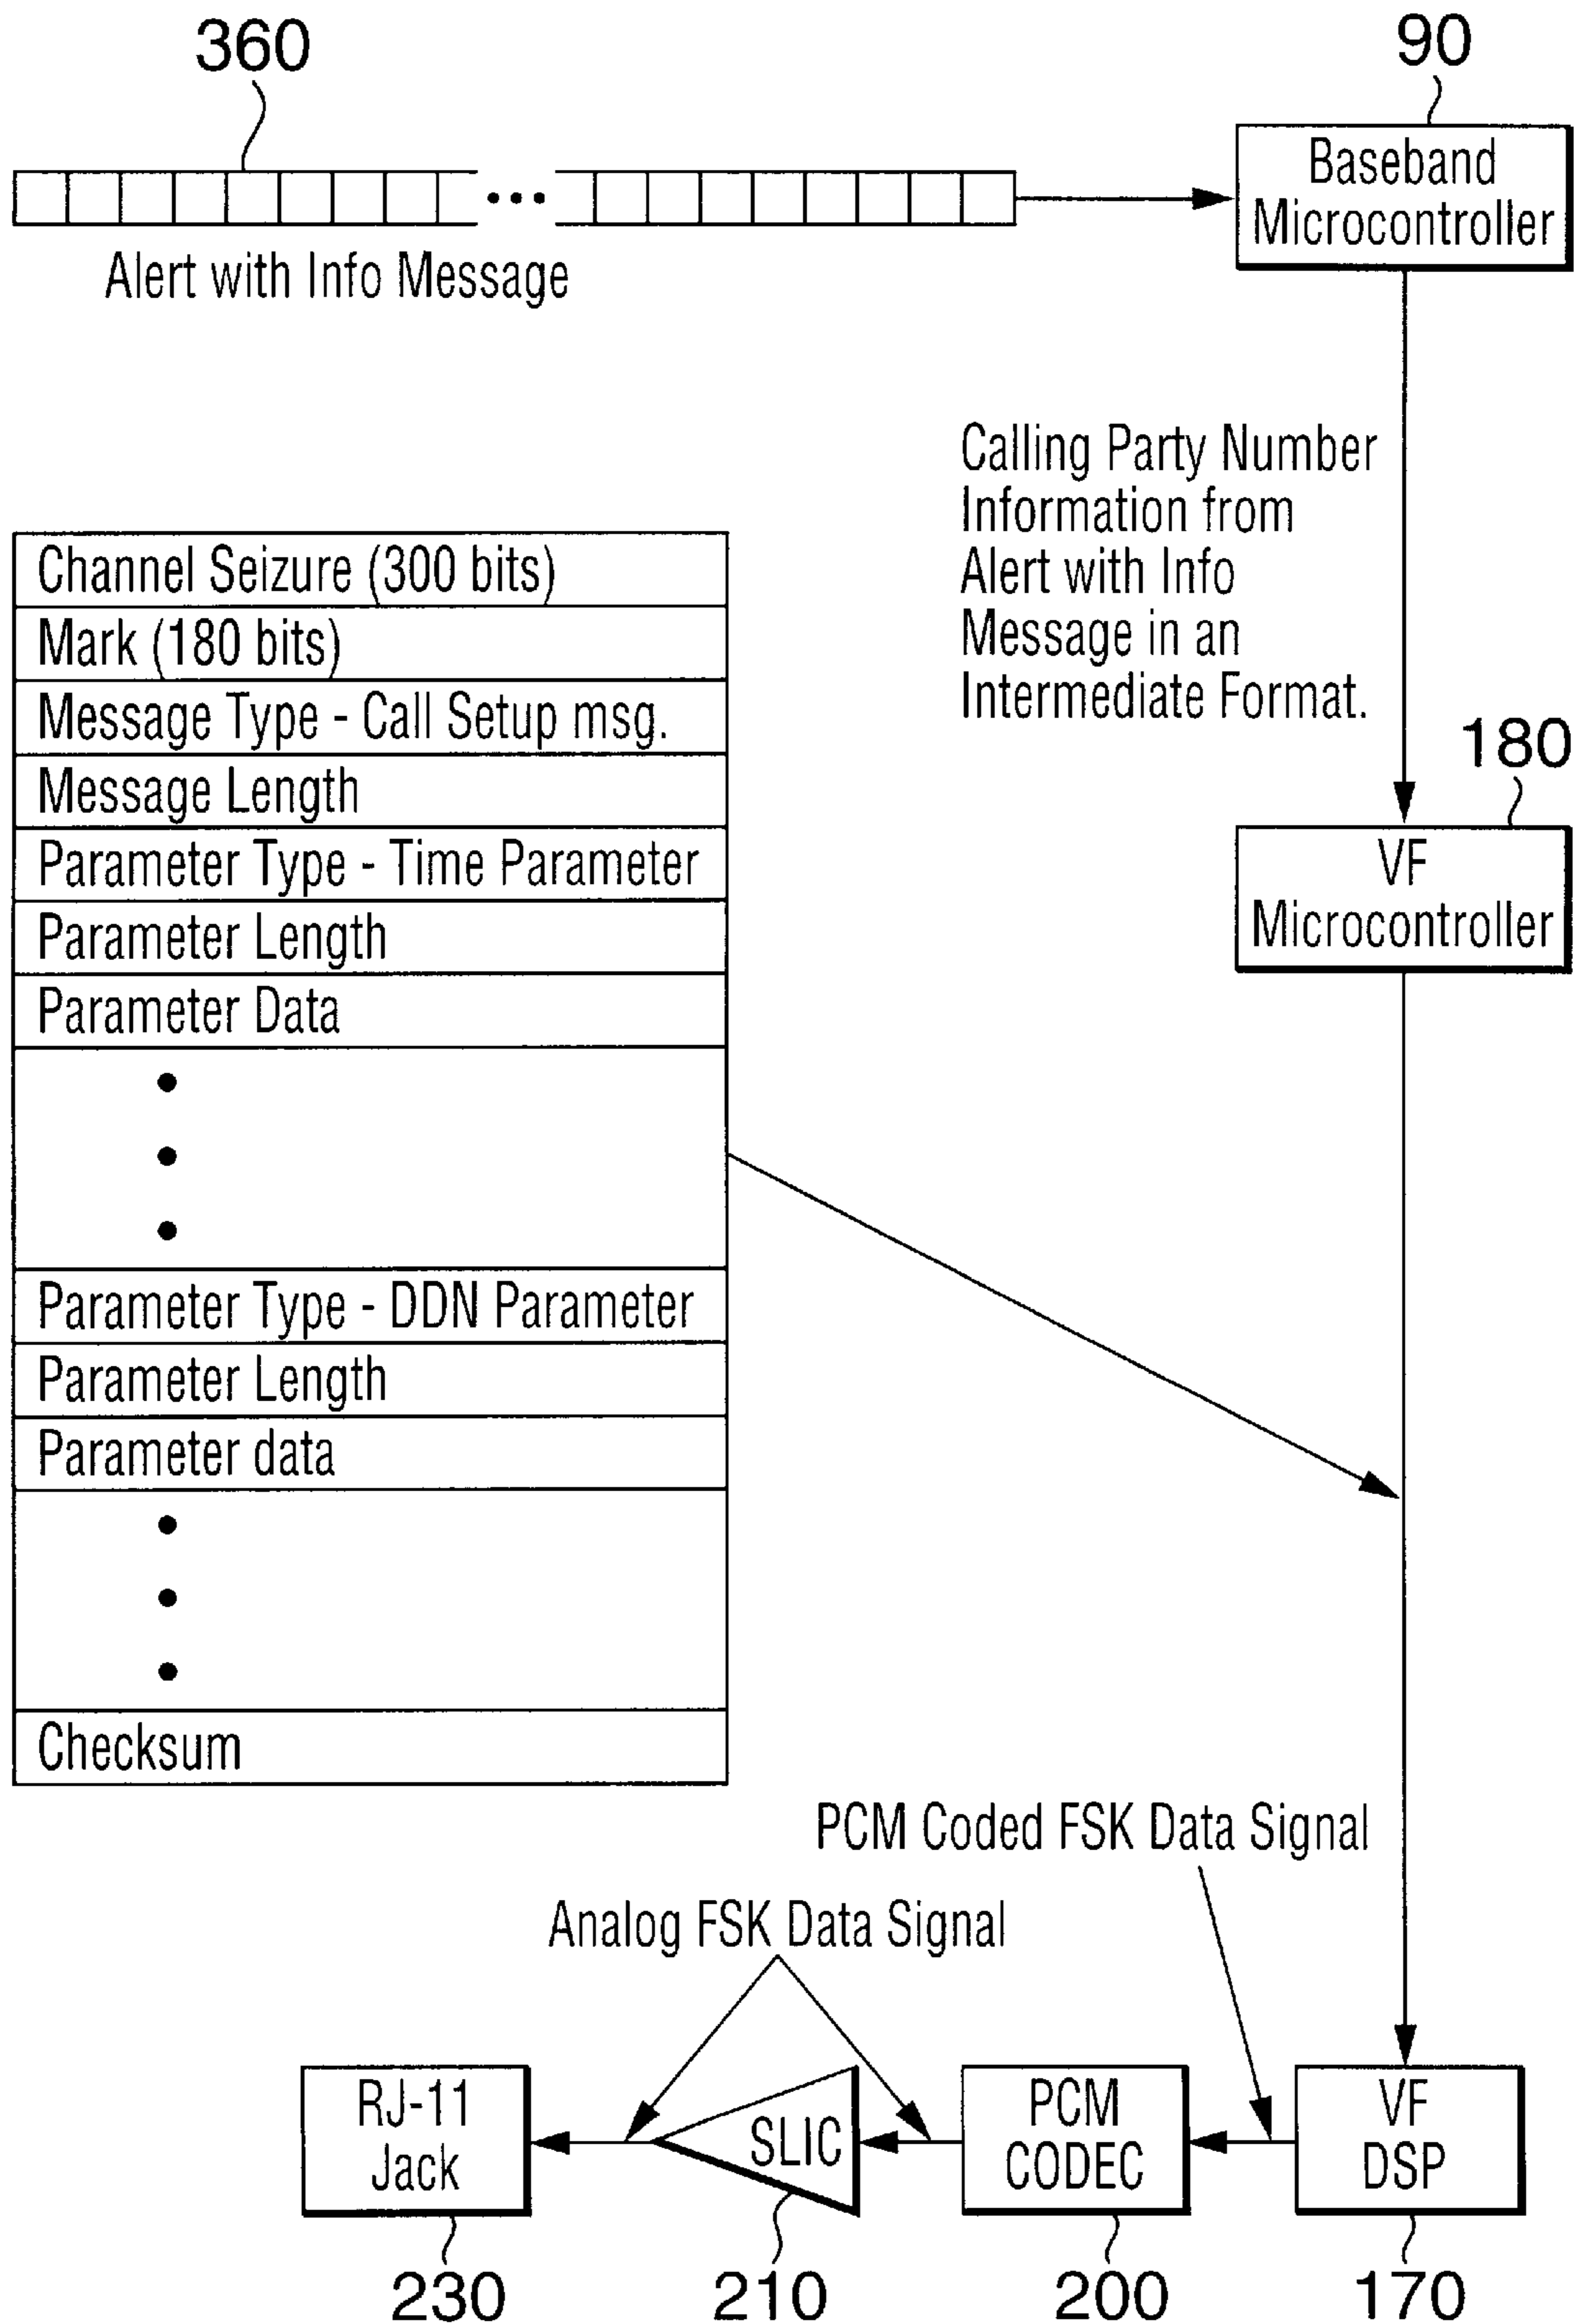 360
90
Baseband
Microcontroller
Alert with Info Message
Calling Party Number
Information from
Alert with Info
Message in an
Intermediate Format.
Channel Seizure (300 bits)
Mark (180 bits)
Message Type - Call Setup msg.
Message Length
Parameter Type - Time Parameter
Parameter Length
Parameter Data
180
VF
Microcontroller
Parameter Type - DDN Parameter
Parameter Length
Parameter data
Checksum
PCM Coded FSK Data Signal
Analog FSK Data Signal
RJ-11
Jack
SLIC
PCM
CODEC
VF
DSP
230
210
200
170